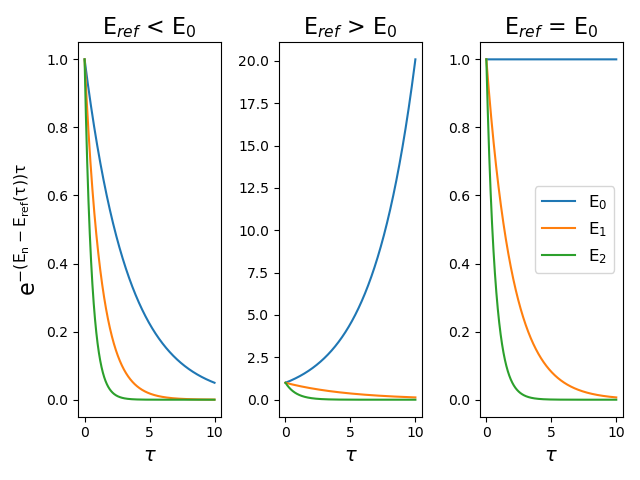 E_ref < E_0
E_ref > E_0
E_ref = E_0
e^−(E_n − E_ref(τ))τ
1.0
0.8
0.6
0.4
0.2
0.0
20.0
17.5
15.0
12.5
10.0
7.5
5.0
2.5
0.0
1.0
0.8
0.6
0.4
0.2
0.0
E_0
E_1
E_2
0 5 10
0 5 10
0 5 10
τ
τ
τ